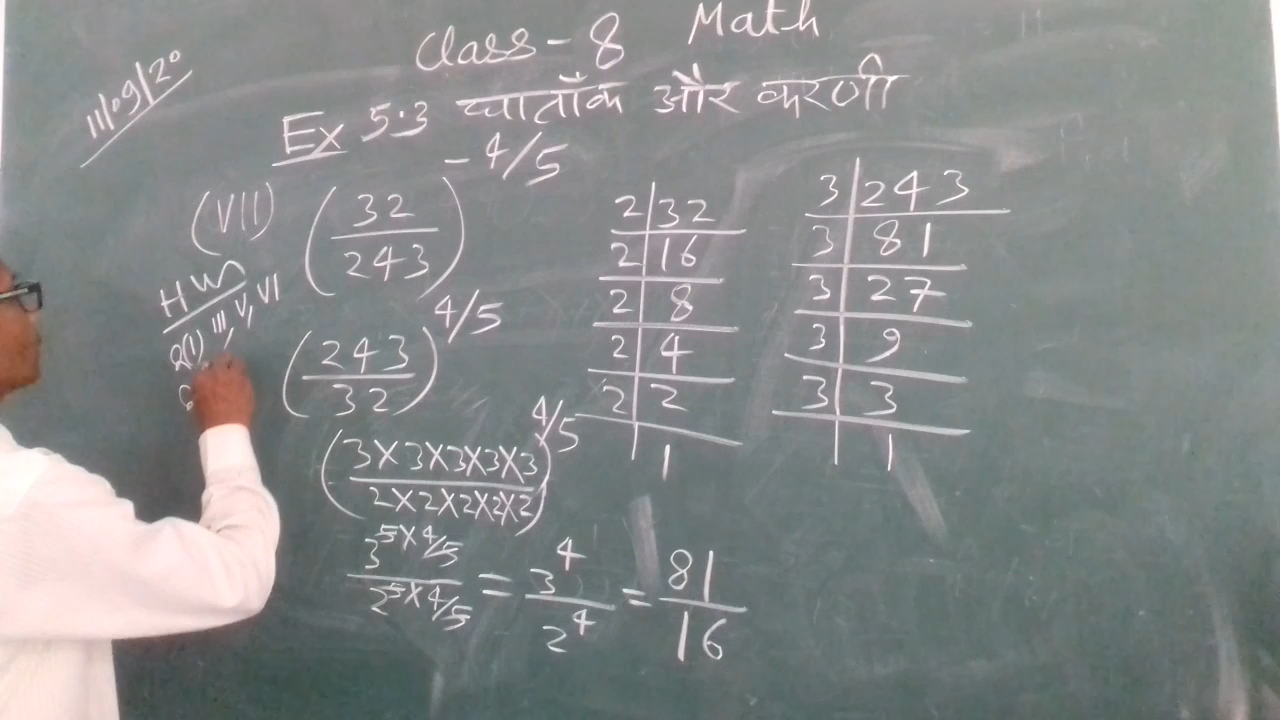 Class - 8 Math
11/09/20
Ex 5.3 घातांक और करणी
(VII) (32/243)^-4/5
HW
2(I), III, V, VI
(243/32)^4/5
(3×3×3×3×3/2×2×2×2×2)^4/5
3^5×4/5/2^5×4/5 = 3^4/2^4 = 81/16
2|32
2|16
2|8
2|4
2|2
|1
3|243
3|81
3|27
3|9
3|3
|1